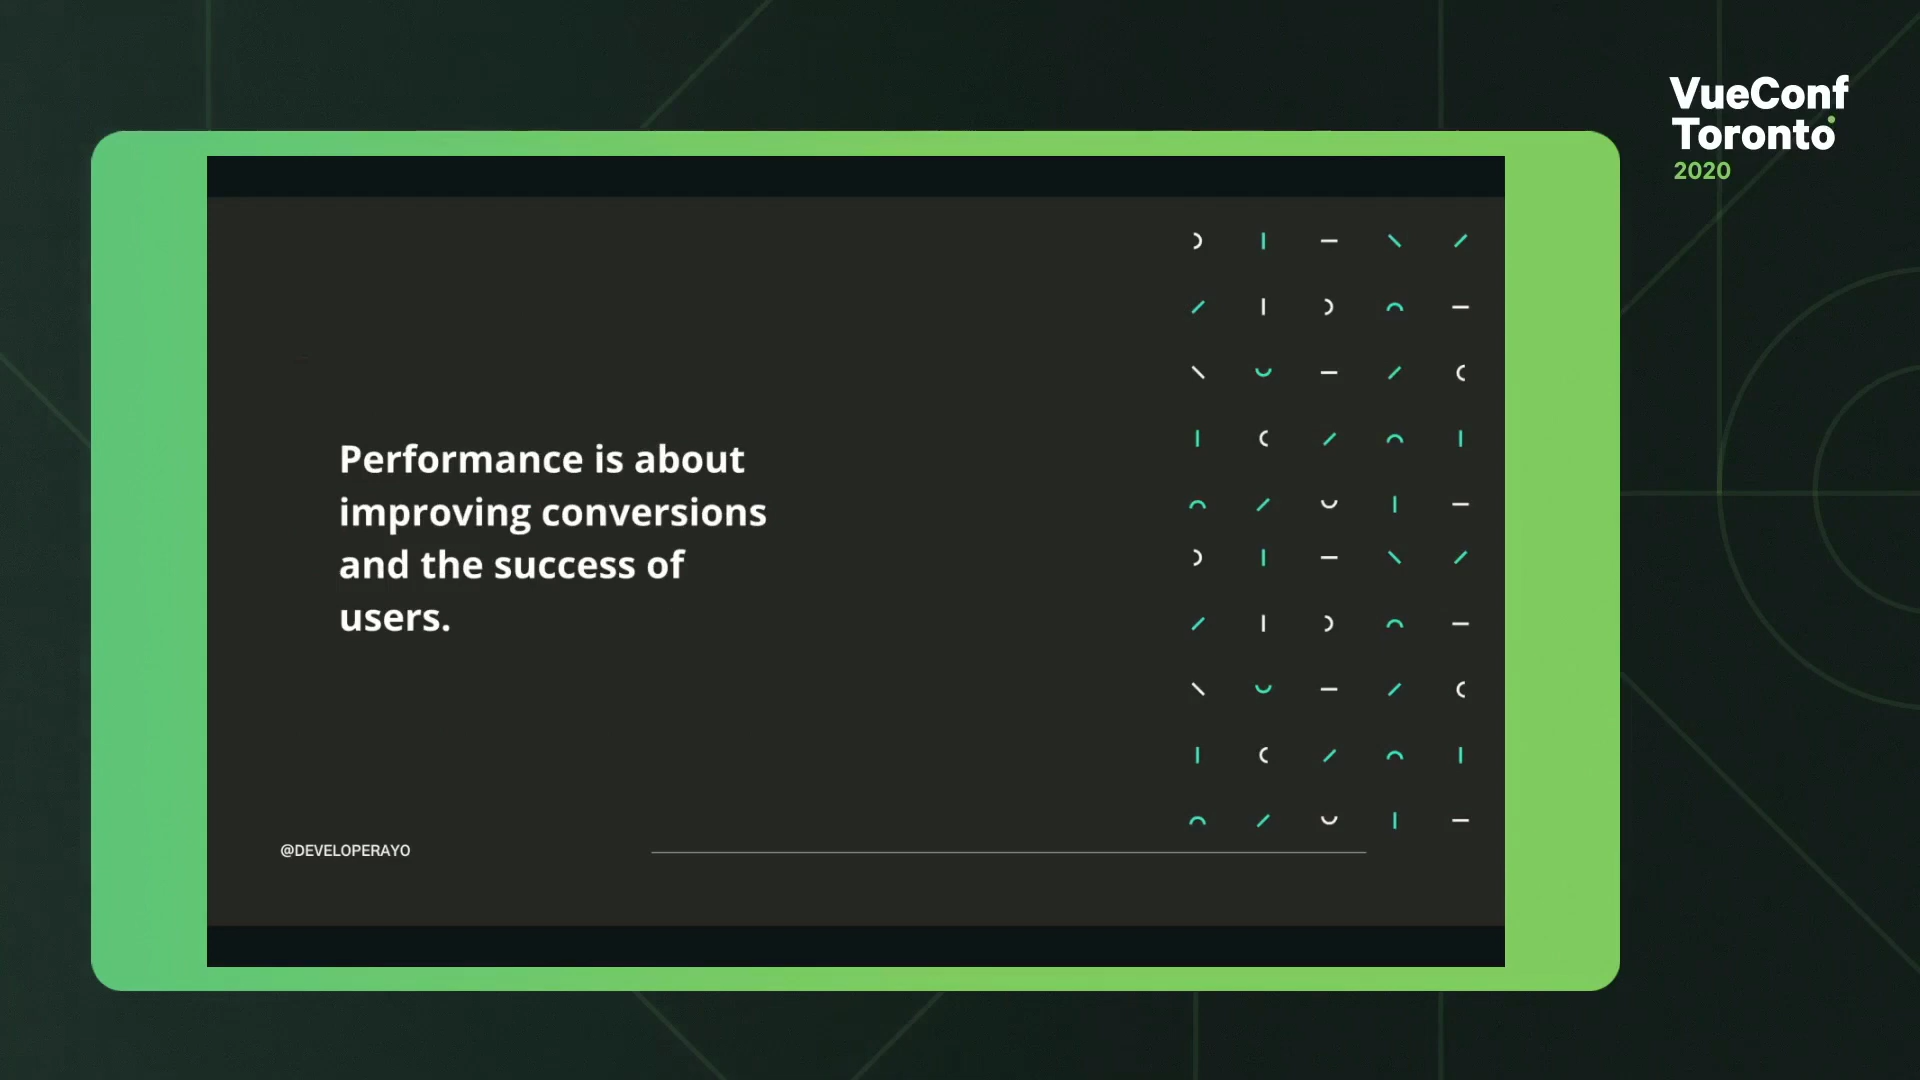 VueConf
Toronto
2020
Performance is about
improving conversions
and the success of
users.
@DEVELOPERAYO